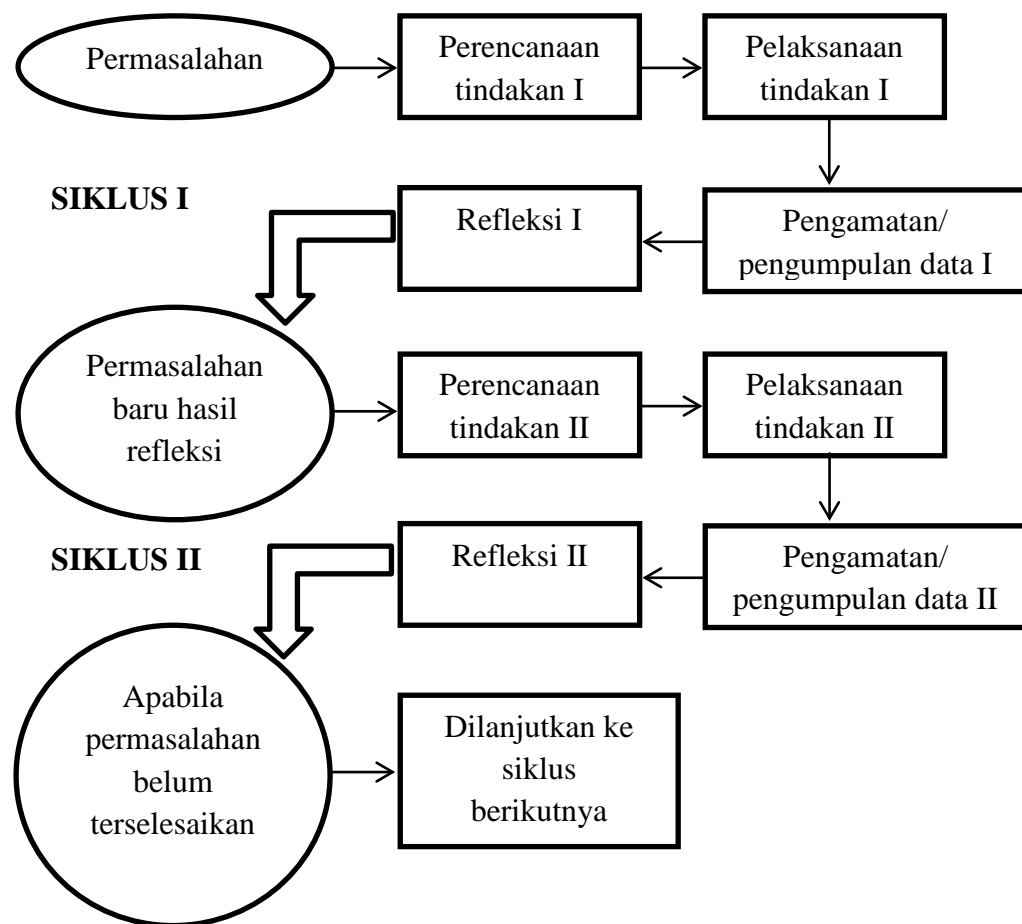 Permasalahan
Perencanaan
tindakan I
Pelaksanaan
tindakan I
SIKLUS I
Refleksi I
Pengamatan/
pengumpulan data I
Permasalahan
baru hasil
refleksi
Perencanaan
tindakan II
Pelaksanaan
tindakan II
SIKLUS II
Refleksi II
Pengamatan/
pengumpulan data II
Apabila
permasalahan
belum
terselesaikan
Dilanjutkan ke
siklus
berikutnya